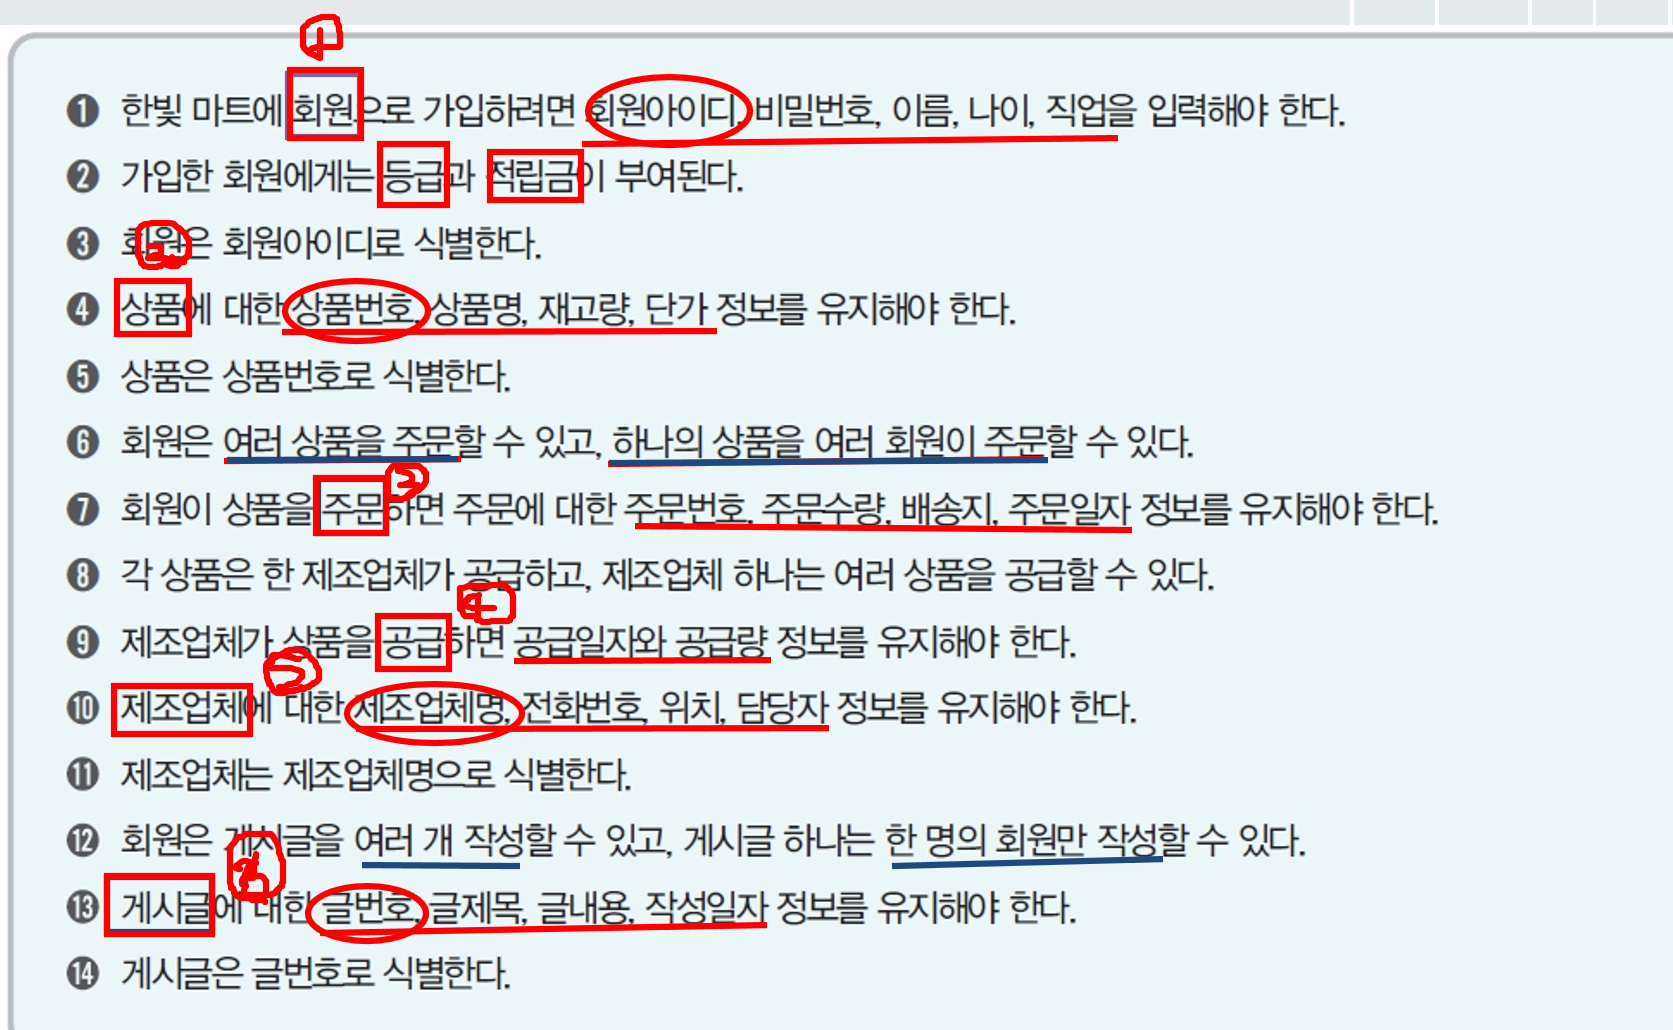 1
❶ 한빛 마트에 회원으로 가입하려면 회원아이디, 비밀번호, 이름, 나이, 직업을 입력해야 한다.
❷ 가입한 회원에게는 등급과 적립금이 부여된다.
❸ 회원은 회원아이디로 식별한다.
❹ 상품에 대한 상품번호, 상품명, 재고량, 단가 정보를 유지해야 한다.
❺ 상품은 상품번호로 식별한다.
❻ 회원은 여러 상품을 주문할 수 있고, 하나의 상품을 여러 회원이 주문할 수 있다.
❼ 회원이 상품을 주문하면 주문에 대한 주문번호, 주문수량, 배송지, 주문일자 정보를 유지해야 한다.
❽ 각 상품은 한 제조업체가 공급하고, 제조업체 하나는 여러 상품을 공급할 수 있다.
❾ 제조업체가 상품을 공급하면 공급일자와 공급량 정보를 유지해야 한다.
❿ 제조업체에 대한 제조업체명, 전화번호, 위치, 담당자 정보를 유지해야 한다.
⓫ 제조업체는 제조업체명으로 식별한다.
⓬ 회원은 게시글을 여러 개 작성할 수 있고, 게시글 하나는 한 명의 회원만 작성할 수 있다.
⓭ 게시글에 대한 글번호, 글제목, 글내용, 작성일자 정보를 유지해야 한다.
⓮ 게시글은 글번호로 식별한다.